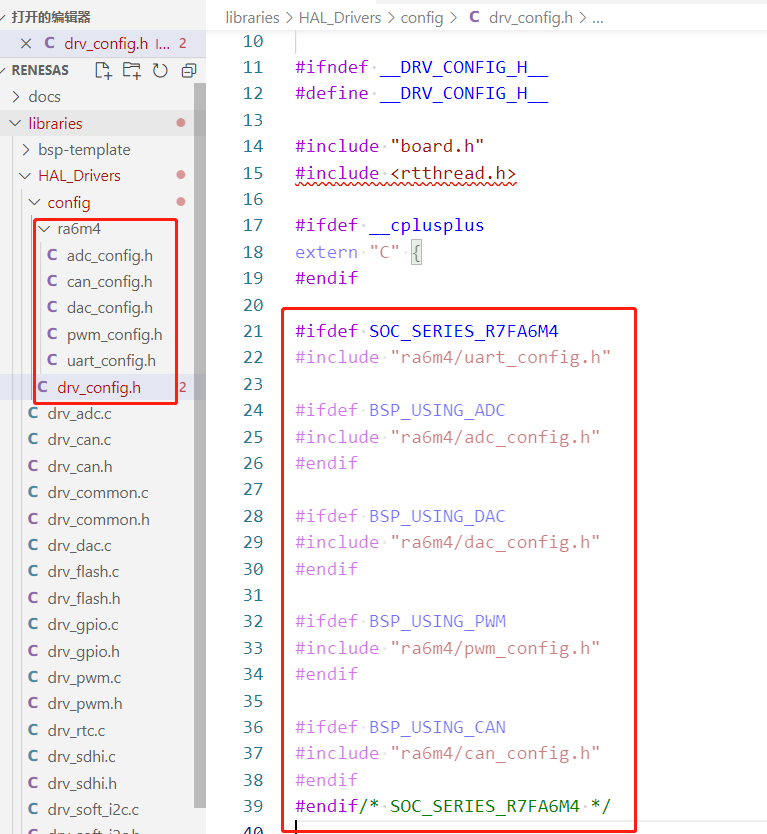 打开的编辑器
drv_config.h l... 2
RENESAS
docs
libraries
bsp-template
HAL_Drivers
config
ra6m4
C adc_config.h
C can_config.h
C dac_config.h
C pwm_config.h
C uart_config.h
C drv_config.h 2
C drv_adc.c
C drv_can.c
C drv_can.h
C drv_common.c
C drv_common.h
C drv_dac.c
C drv_flash.c
C drv_flash.h
C drv_gpio.c
C drv_gpio.h
C drv_pwm.c
C drv_pwm.h
C drv_rtc.c
C drv_sdhi.c
C drv_sdhi.h
C drv_soft_i2c.c
libraries > HAL_Drivers > config > C drv_config.h > ...
10
11 #ifndef __DRV_CONFIG_H__
12 #define __DRV_CONFIG_H__
13
14 #include "board.h"
15 #include <rtthread.h>
16
17 #ifdef __cplusplus
18 extern "C" {
19 #endif
20
21 #ifdef SOC_SERIES_R7FA6M4
22 #include "ra6m4/uart_config.h"
23
24 #ifdef BSP_USING_ADC
25 #include "ra6m4/adc_config.h"
26 #endif
27
28 #ifdef BSP_USING_DAC
29 #include "ra6m4/dac_config.h"
30 #endif
31
32 #ifdef BSP_USING_PWM
33 #include "ra6m4/pwm_config.h"
34 #endif
35
36 #ifdef BSP_USING_CAN
37 #include "ra6m4/can_config.h"
38 #endif
39 #endif/* SOC_SERIES_R7FA6M4 */
40